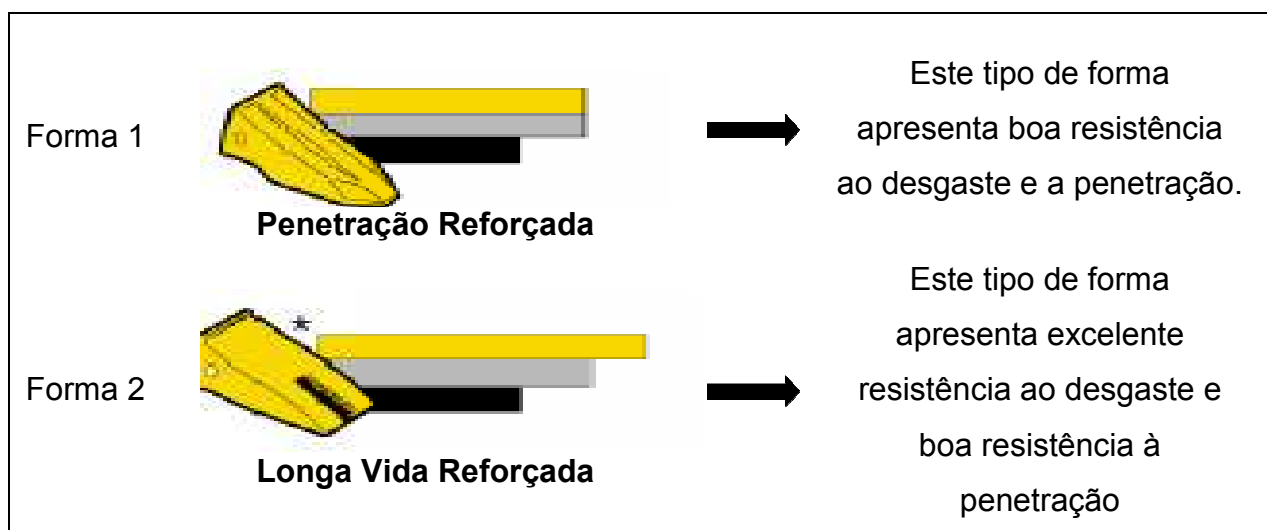 Forma 1
Penetração Reforçada
Este tipo de forma
apresenta boa resistência
ao desgaste e a penetração.
Forma 2
*
Longa Vida Reforçada
Este tipo de forma
apresenta excelente
resistência ao desgaste e
boa resistência à
penetração